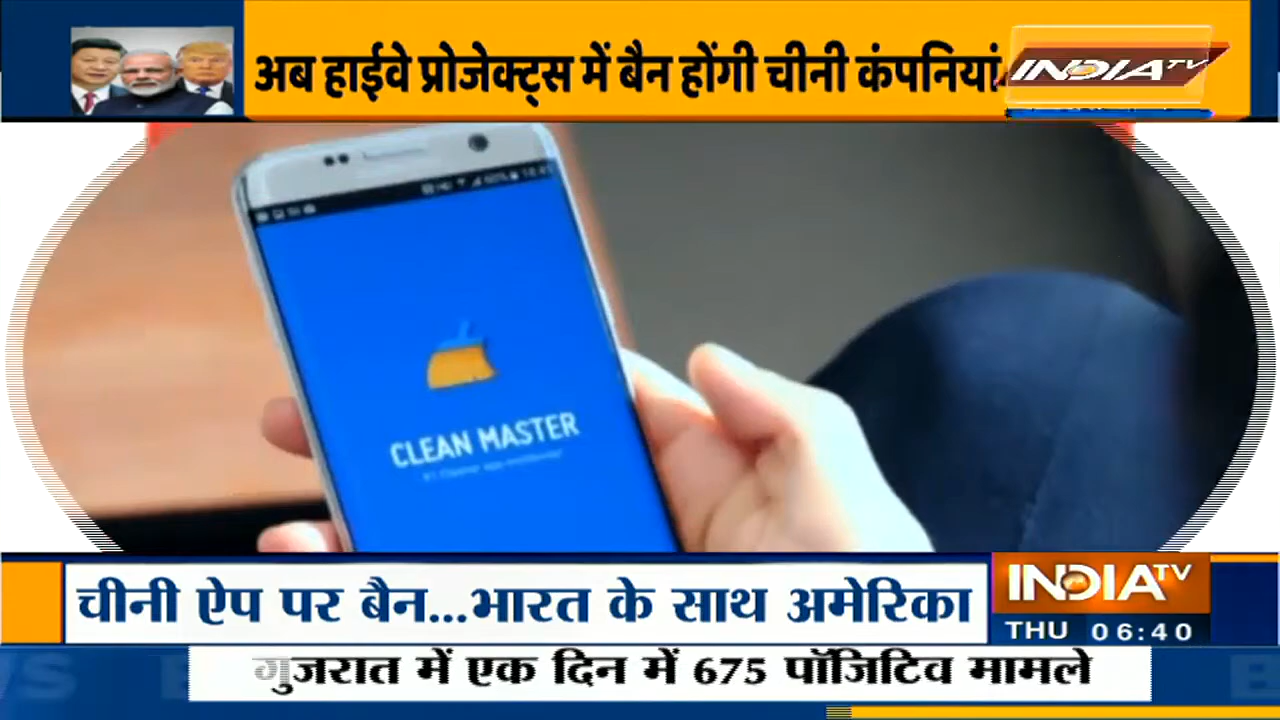 अब हाईवे प्रोजेक्ट्स में बैन होंगी चीनी कंपनियां
INDIA TV
CLEAN MASTER
चीनी ऐप पर बैन...भारत के साथ अमेरिका
INDIA TV
THU 06:40
गुजरात में एक दिन में 675 पॉजिटिव मामले